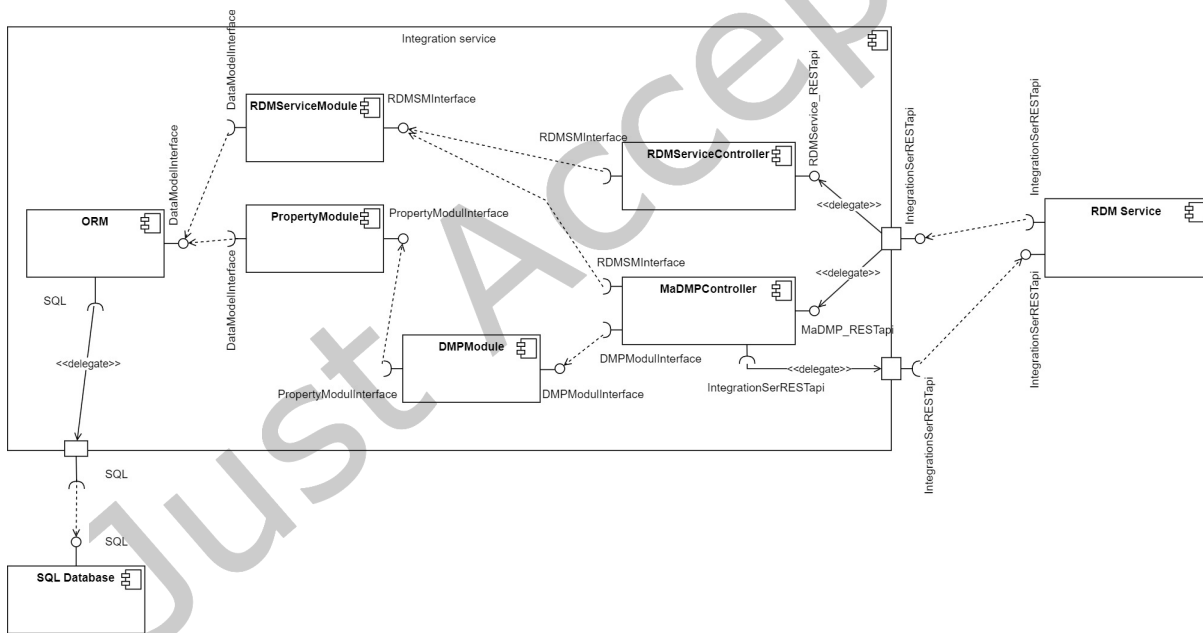 Integration service
DataModelInterface
RDMServiceModule
RDMSMInterface
RDMService_RESTapi
IntegrationSerRESTapi
IntegrationSerRESTapi
RDMSMInterface
RDMServiceController
DataModelInterface
<<delegate>>
ORM
PropertyModule
PropertyModulInterface
RDM Service
<<delegate>>
RDMSMInterface
DataModelInterface
MaDMPController
SQL
IntegrationSerRESTapi
MaDMP_RESTapi
DMPModule
DMPModulInterface
<<delegate>>
<<delegate>>
PropertyModulInterface
DMPModulInterface
IntegrationSerRESTapi
IntegrationSerRESTapi
SQL
SQL
SQL Database
Just Accep